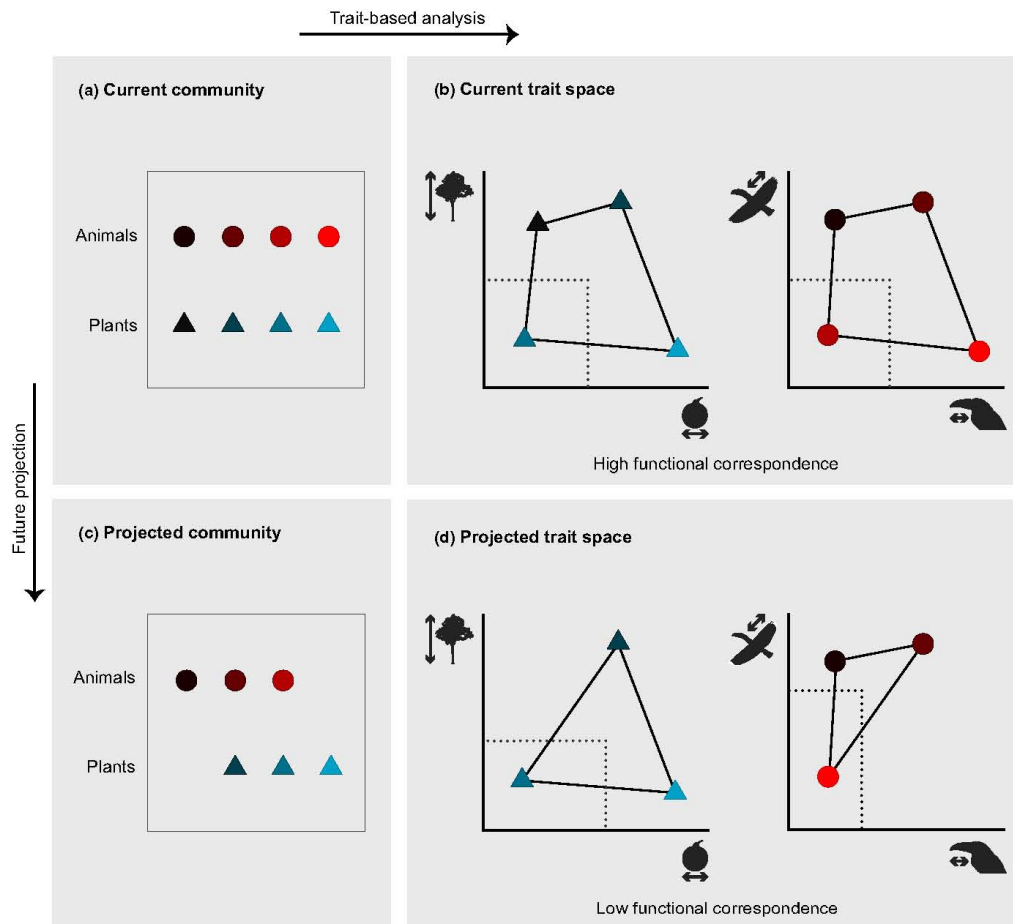 Trait-based analysis
(a) Current community
Animals
Plants
(b) Current trait space
High functional correspondence
Future projection
(c) Projected community
Animals
Plants
(d) Projected trait space
Low functional correspondence